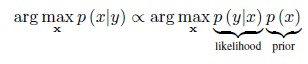 arg max p (x|y) ∝ arg max p (y|x) p (x)
x x
likelihood prior